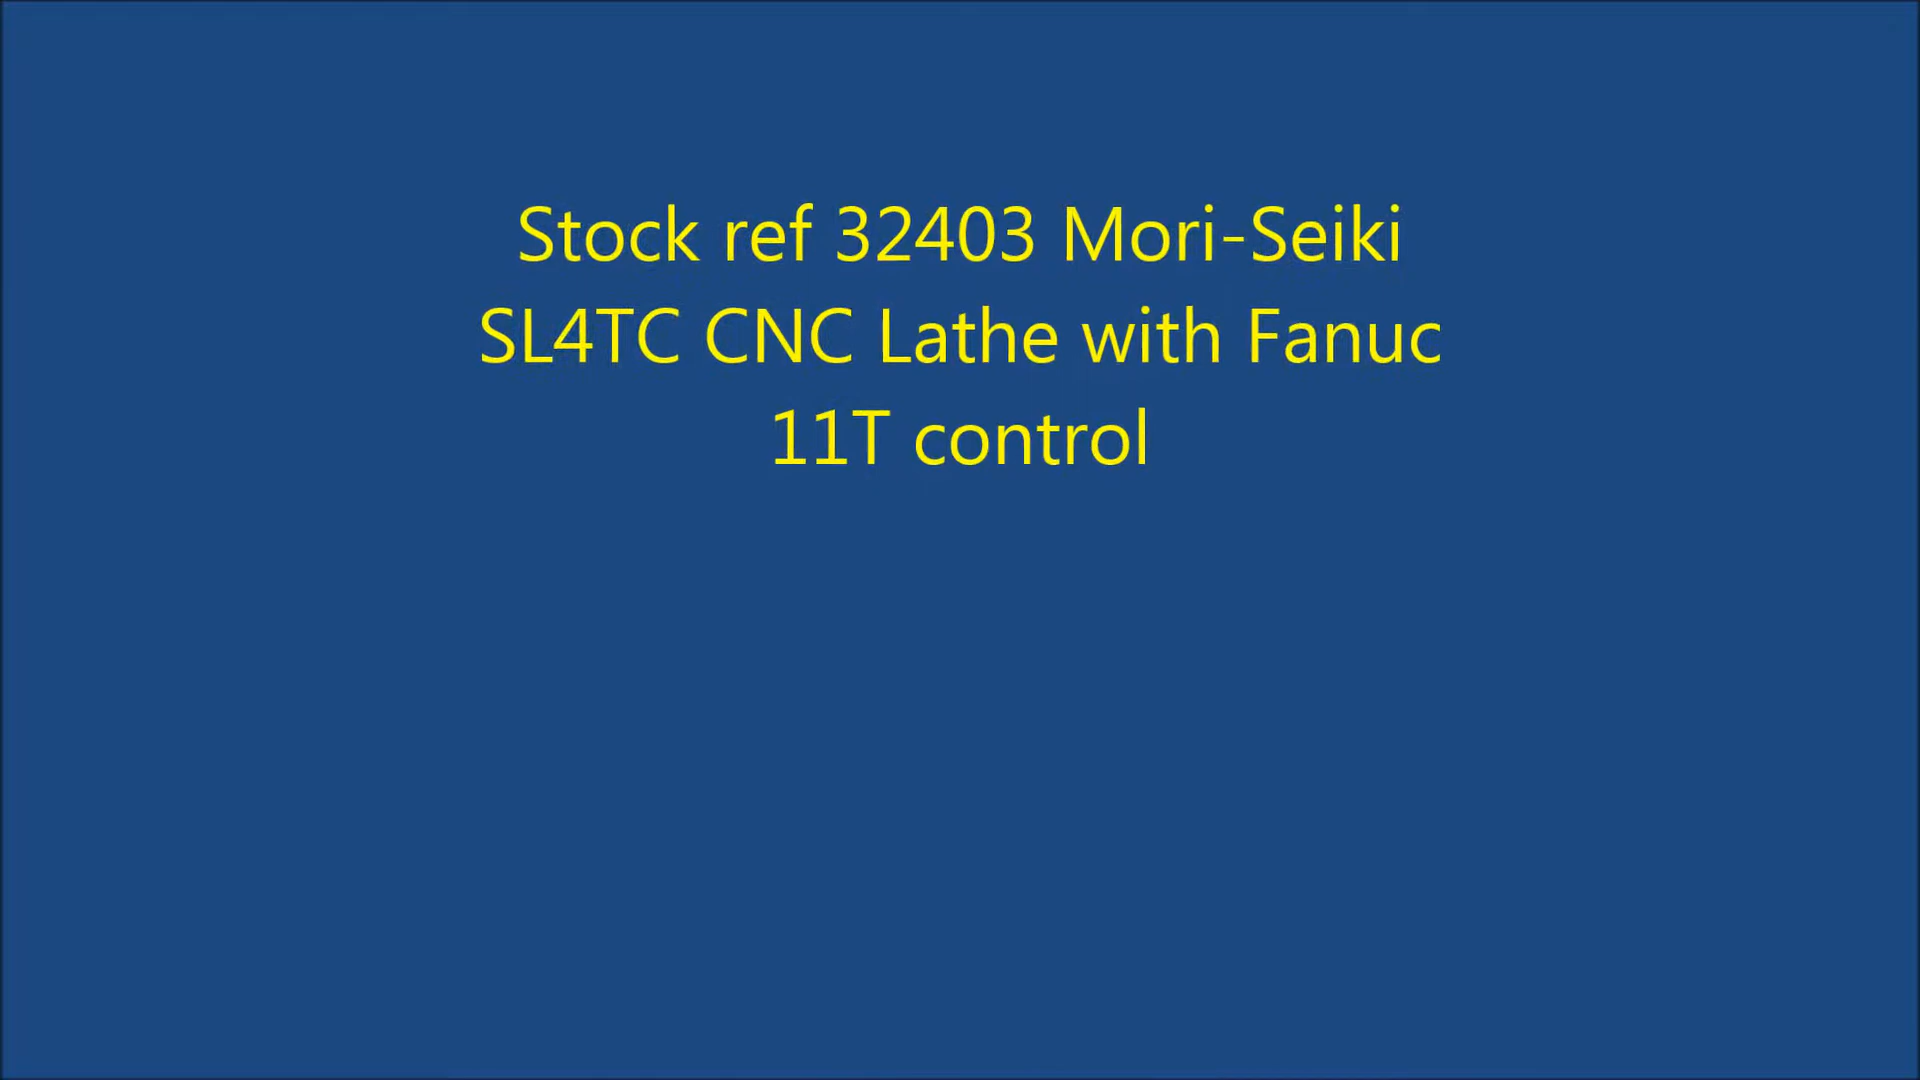 Stock ref 32403 Mori-Seiki
SL4TC CNC Lathe with Fanuc
11T control